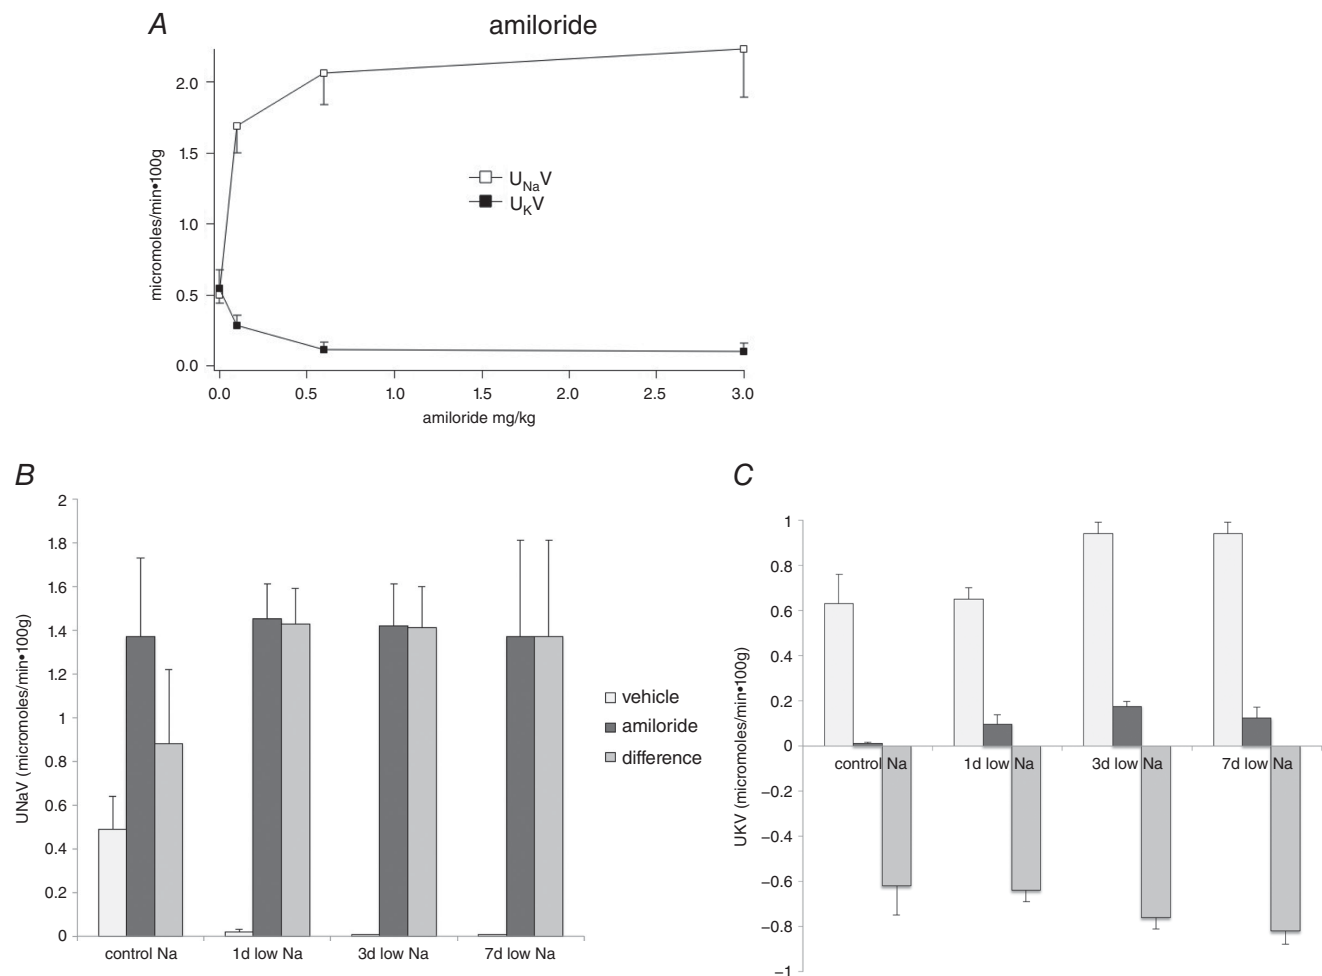 A
amiloride
micromoles/min•100g
2.0
1.5
1.0
0.5
0.0
UNaV
UKV
0.0 0.5 1.0 1.5 2.0 2.5 3.0
amiloride mg/kg
B
UNaV (micromoles/min•100g)
2
1.8
1.6
1.4
1.2
1
0.8
0.6
0.4
0.2
0
control Na 1d low Na 3d low Na 7d low Na
vehicle
amiloride
difference
C
UKV (micromoles/min•100g)
1
0.8
0.6
0.4
0.2
0
−0.2
−0.4
−0.6
−0.8
−1
control Na 1d low Na 3d low Na 7d low Na